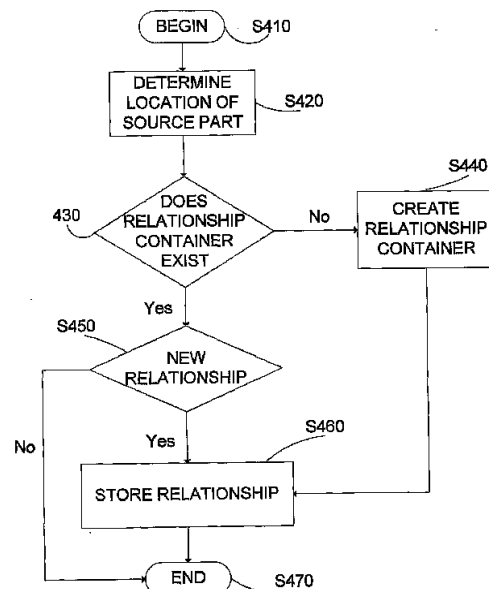 BEGIN
S410
DETERMINE
LOCATION OF
SOURCE PART
S420
DOES
RELATIONSHIP
CONTAINER
EXIST
430
No
S440
CREATE
RELATIONSHIP
CONTAINER
Yes
S450
NEW
RELATIONSHIP
No
Yes
S460
STORE RELATIONSHIP
END
S470